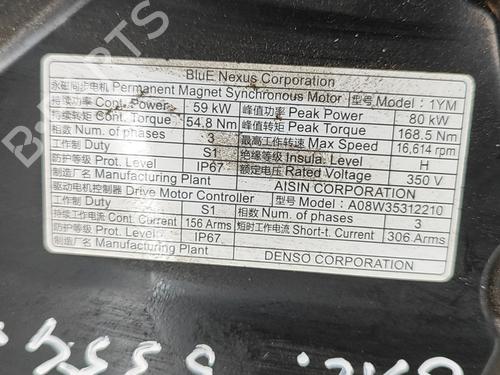 BluE Nexus Corporation
永磁同步电机 Permanent Magnet Synchronous Motor 型号 Model : 1YM
持续功率 Cont. Power 59 kW 峰值功率 Peak Power 80 kW
持续转矩 Cont. Torque 54.8 Nm 峰值转矩 Peak Torque 168.5 Nm
相数 Num. of phases 3 最高工作转速 Max Speed 16,614 rpm
工作制 Duty S1 绝缘等级 Insula. Level H
防护等级 Prot. Level IP67 额定电压 Rated Voltage 350 V
制造厂名 Manufacturing Plant AISIN CORPORATION
驱动电机控制器 Drive Motor Controller 型号 Model : A08W35312210
工作制 Duty S1 相数 Num. of phases 3
持续工作电流 Cont. Current 156 Arms 短时工作电流 Short-t. Current 306 Arms
防护等级 Prot. Level IP67
制造厂名 Manufacturing Plant DENSO CORPORATION